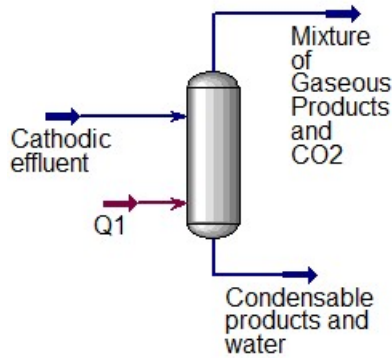 Mixture
of
Gaseous
Products
and
CO2
Cathodic
effluent
Q1
Condensable
products and
water